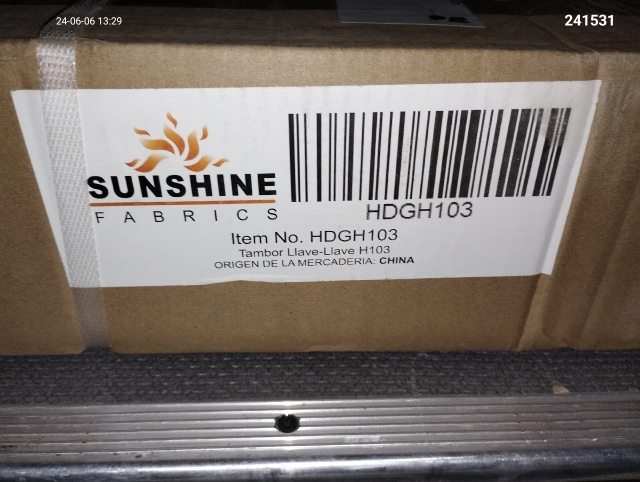 24-06-06 13:29
241531
SUNSHINE
FABRICS
HDGH103
Item No. HDGH103
Tambor Llave-Llave H103
ORIGEN DE LA MERCADERIA: CHINA